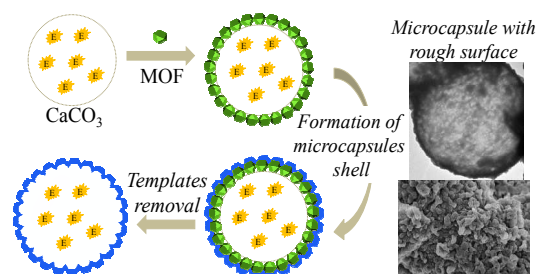 E E
E E E
E E
CaCO₃
MOF
E E
E E E
E E
Microcapsule with
rough surface
Formation of
microcapsules
shell
Templates
removal
E E
E E E
E E
E E
E E E
E E